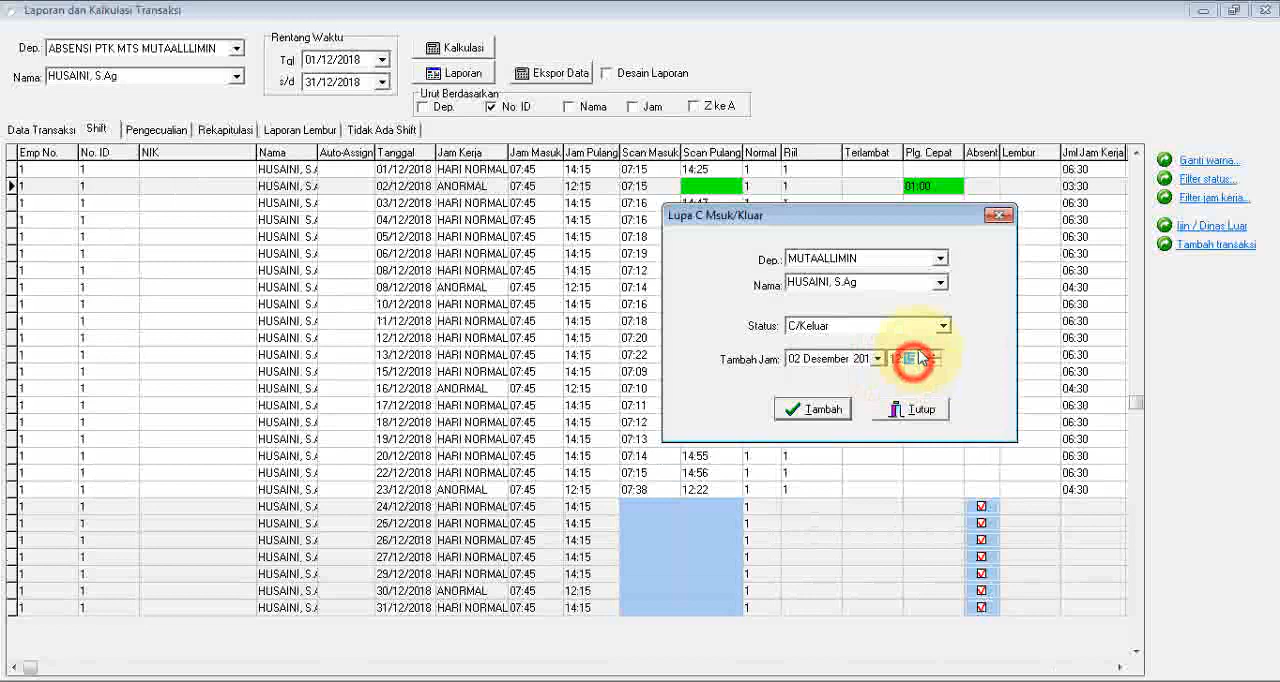 Laporan dan Kalkulasi Transaksi
Dep. ABSENSI PTK MTS MUTAALLLIMIN
Nama: HUSAINI, S.Ag
Rentang Waktu
Tgl 01/12/2018
s/d 31/12/2018
Kalkulasi
Laporan
Ekspor Data
Desain Laporan
Urut Berdasarkan
Dep. No. ID Nama Jam Z ke A
Data Transaksi Shift Pengecualian Rekapitulasi Laporan Lembur Tidak Ada Shift
Emp No. No. ID NIK Nama Auto-Assign Tanggal Jam Kerja Jam Masuk Jam Pulang Scan Masuk Scan Pulang Normal Riil Terlambat Plg. Cepat Absent Lembur Jml Jam Kerja
1 1 HUSAINI, S.A 01/12/2018 HARI NORMAL 07:45 14:15 07:15 14:25 1 1 06:30
1 1 HUSAINI, S.A 02/12/2018 ANORMAL 07:45 12:15 07:15 1 1 01:00 03:30
1 1 HUSAINI, S.A 03/12/2018 HARI NORMAL 07:45 14:15 07:16 14:47 1 06:30
1 1 HUSAINI, S.A 04/12/2018 HARI NORMAL 07:45 14:15 07:16 06:30
1 1 HUSAINI, S.A 05/12/2018 HARI NORMAL 07:45 14:15 07:18 06:30
1 1 HUSAINI, S.A 06/12/2018 HARI NORMAL 07:45 14:15 07:19 06:30
1 1 HUSAINI, S.A 08/12/2018 HARI NORMAL 07:45 14:15 07:12 06:30
1 1 HUSAINI, S.A 09/12/2018 ANORMAL 07:45 12:15 07:14 04:30
1 1 HUSAINI, S.A 10/12/2018 HARI NORMAL 07:45 14:15 07:16 06:30
1 1 HUSAINI, S.A 11/12/2018 HARI NORMAL 07:45 14:15 07:18 06:30
1 1 HUSAINI, S.A 12/12/2018 HARI NORMAL 07:45 14:15 07:20 06:30
1 1 HUSAINI, S.A 13/12/2018 HARI NORMAL 07:45 14:15 07:22 06:30
1 1 HUSAINI, S.A 15/12/2018 HARI NORMAL 07:45 14:15 07:09 06:30
1 1 HUSAINI, S.A 16/12/2018 ANORMAL 07:45 12:15 07:10 04:30
1 1 HUSAINI, S.A 17/12/2018 HARI NORMAL 07:45 14:15 07:11 06:30
1 1 HUSAINI, S.A 18/12/2018 HARI NORMAL 07:45 14:15 07:12 06:30
1 1 HUSAINI, S.A 19/12/2018 HARI NORMAL 07:45 14:15 07:13 06:30
1 1 HUSAINI, S.A 20/12/2018 HARI NORMAL 07:45 14:15 07:14 14:55 1 1 06:30
1 1 HUSAINI, S.A 22/12/2018 HARI NORMAL 07:45 14:15 07:15 14:56 1 1 06:30
1 1 HUSAINI, S.A 23/12/2018 ANORMAL 07:45 12:15 07:38 12:22 1 1 04:30
1 1 HUSAINI, S.A 24/12/2018 HARI NORMAL 07:45 14:15 1
1 1 HUSAINI, S.A 25/12/2018 HARI NORMAL 07:45 14:15 1
1 1 HUSAINI, S.A 26/12/2018 HARI NORMAL 07:45 14:15 1
1 1 HUSAINI, S.A 27/12/2018 HARI NORMAL 07:45 14:15 1
1 1 HUSAINI, S.A 29/12/2018 HARI NORMAL 07:45 14:15 1
1 1 HUSAINI, S.A 30/12/2018 ANORMAL 07:45 12:15 1
1 1 HUSAINI, S.A 31/12/2018 HARI NORMAL 07:45 14:15 1
Lupa C Msuk/Kluar
Dep.: MUTAALLIMIN
Nama: HUSAINI, S.Ag
Status: C/Keluar
Tambah Jam: 02 Desember 201
Tambah Tutup
Ganti warna...
Filter status...
Filter jam kerja...
Ijin / Dinas Luar
Tambah transaksi